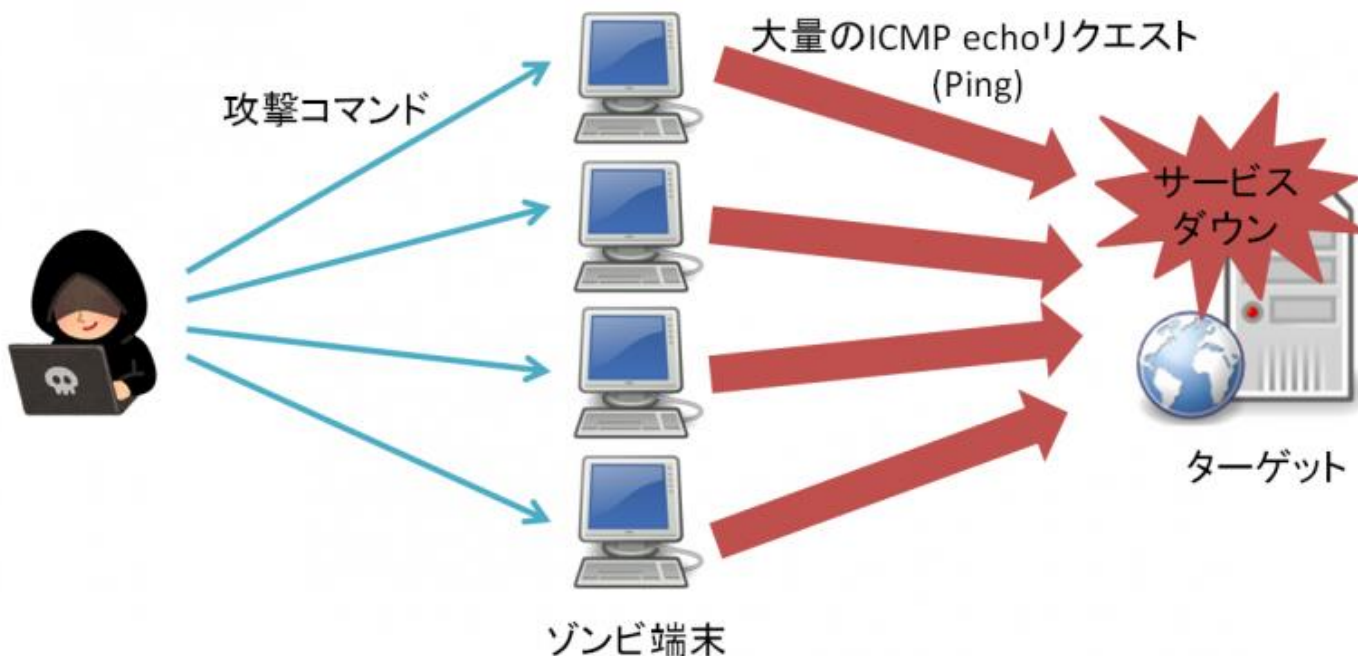 大量のICMP echoリクエスト
(Ping)
攻撃コマンド
サービス
ダウン
ターゲット
ゾンビ端末